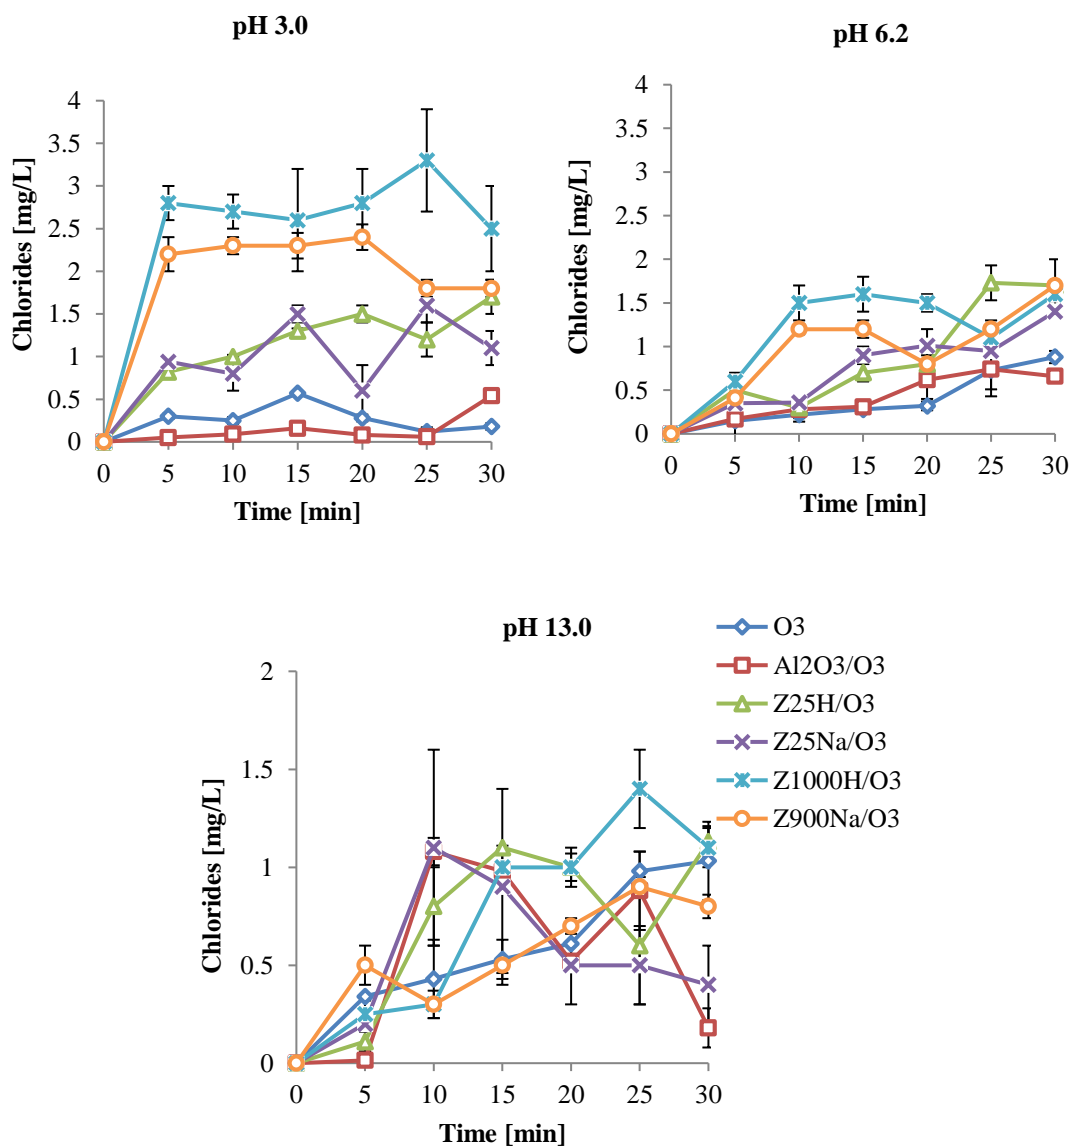 pH 3.0
4
3.5
3
2.5
2
1.5
1
0.5
0
Chlorides [mg/L]
0 5 10 15 20 25 30
Time [min]
pH 6.2
4
3.5
3
2.5
2
1.5
1
0.5
0
Chlorides [mg/L]
0 5 10 15 20 25 30
Time [min]
pH 13.0
2
1.5
1
0.5
0
Chlorides [mg/L]
0 5 10 15 20 25 30
Time [min]
O3
Al2O3/O3
Z25H/O3
Z25Na/O3
Z1000H/O3
Z900Na/O3